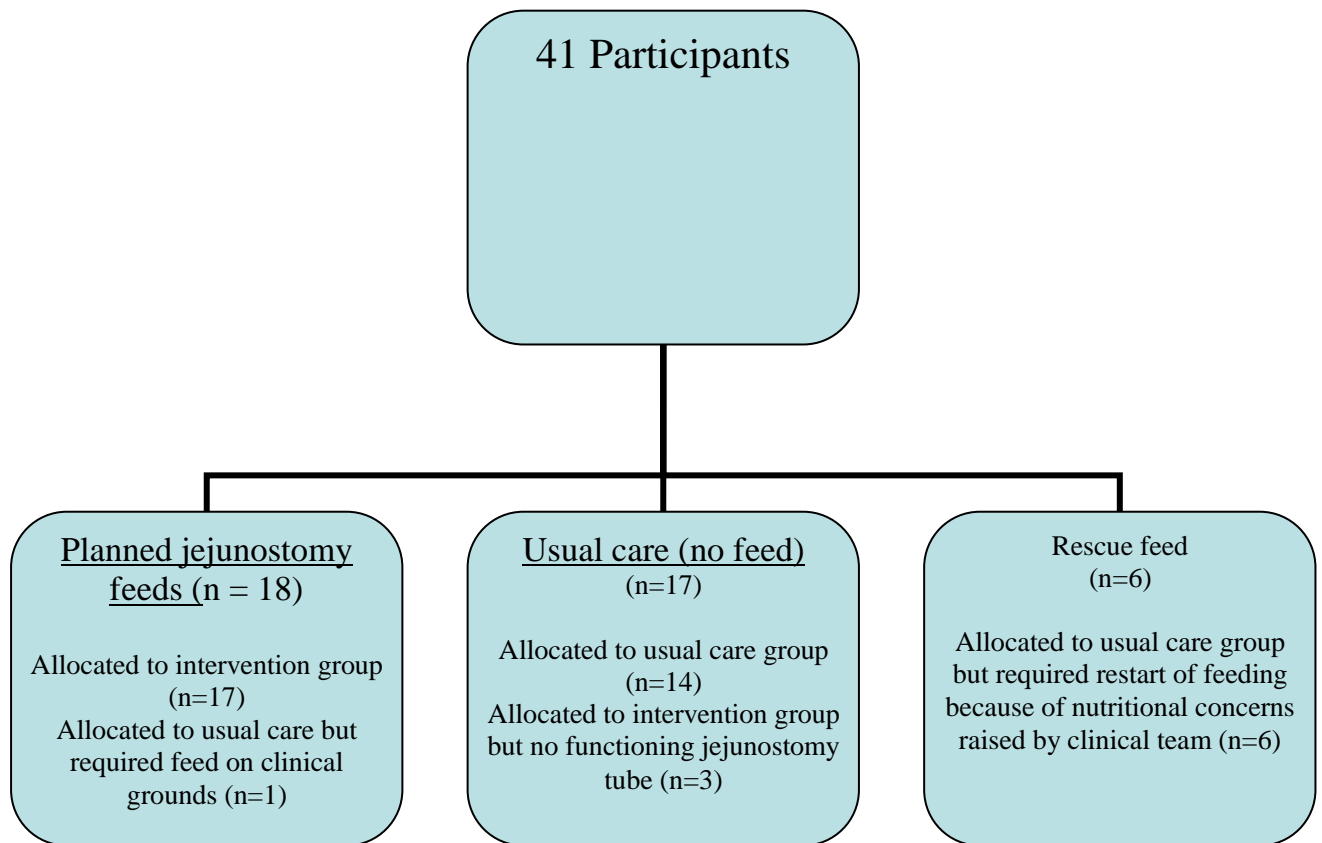 41 Participants
Planned jejunostomy
feeds (n = 18)
Allocated to intervention group
(n=17)
Allocated to usual care but
required feed on clinical
grounds (n=1)
Usual care (no feed)
(n=17)
Allocated to usual care group
(n=14)
Allocated to intervention group
but no functioning jejunostomy
tube (n=3)
Rescue feed
(n=6)
Allocated to usual care group
but required restart of feeding
because of nutritional concerns
raised by clinical team (n=6)